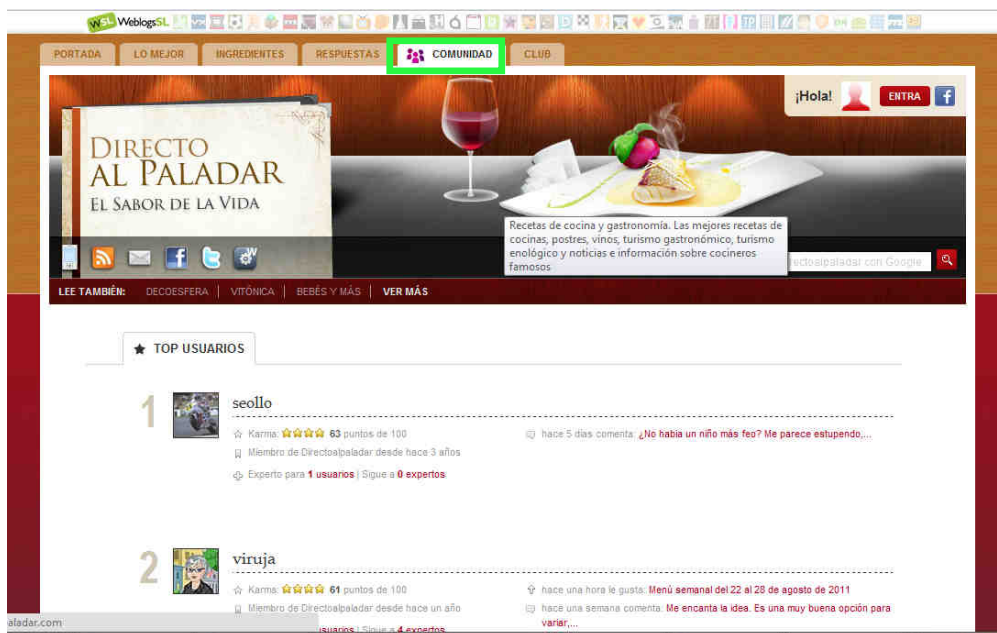 WSL WeblogsSL
PORTADA LO MEJOR INGREDIENTES RESPUESTAS COMUNIDAD CLUB
¡Hola! ENTRA f
DIRECTO
AL PALADAR
EL SABOR DE LA VIDA
Recetas de cocina y gastronomía. Las mejores recetas de
cocinas, postres, vinos, turismo gastronómico, turismo
enológico y noticias e información sobre cocineros
famosos
ectoalpaladar con Google
LEE TAMBIÉN: DECOESFERA | VITÓNICA | BEBÉS Y MÁS | VER MÁS
TOP USUARIOS
1 seollo
Karma: 63 puntos de 100 hace 5 días comenta: ¿No habia un niño más feo? Me parece estupendo,...
Miembro de Directoalpaladar desde hace 3 años
Experto para 1 usuarios | Sigue a 0 expertos
2 viruja
Karma: 61 puntos de 100 hace una hora le gusta: Menú semanal del 22 al 28 de agosto de 2011
Miembro de Directoalpaladar desde hace un año hace una semana comenta: Me encanta la idea. Es una muy buena opción para
variar,...
aladar.com usuarios | Sigue a 4 expertos